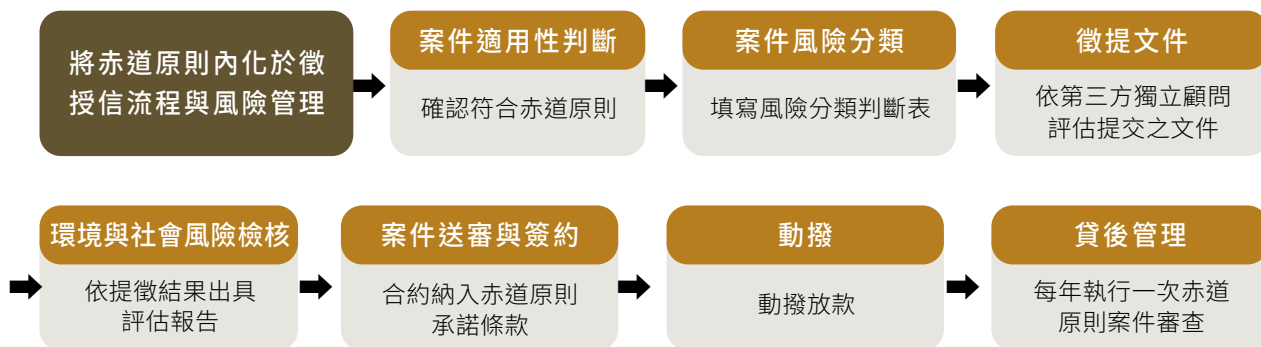 將赤道原則內化於徵
授信流程與風險管理
案件適用性判斷
確認符合赤道原則
案件風險分類
填寫風險分類判斷表
徵提文件
依第三方獨立顧問
評估提交之文件
環境與社會風險檢核
依提徵結果出具
評估報告
案件送審與簽約
合約納入赤道原則
承諾條款
動撥
動撥放款
貸後管理
每年執行一次赤道
原則案件審查